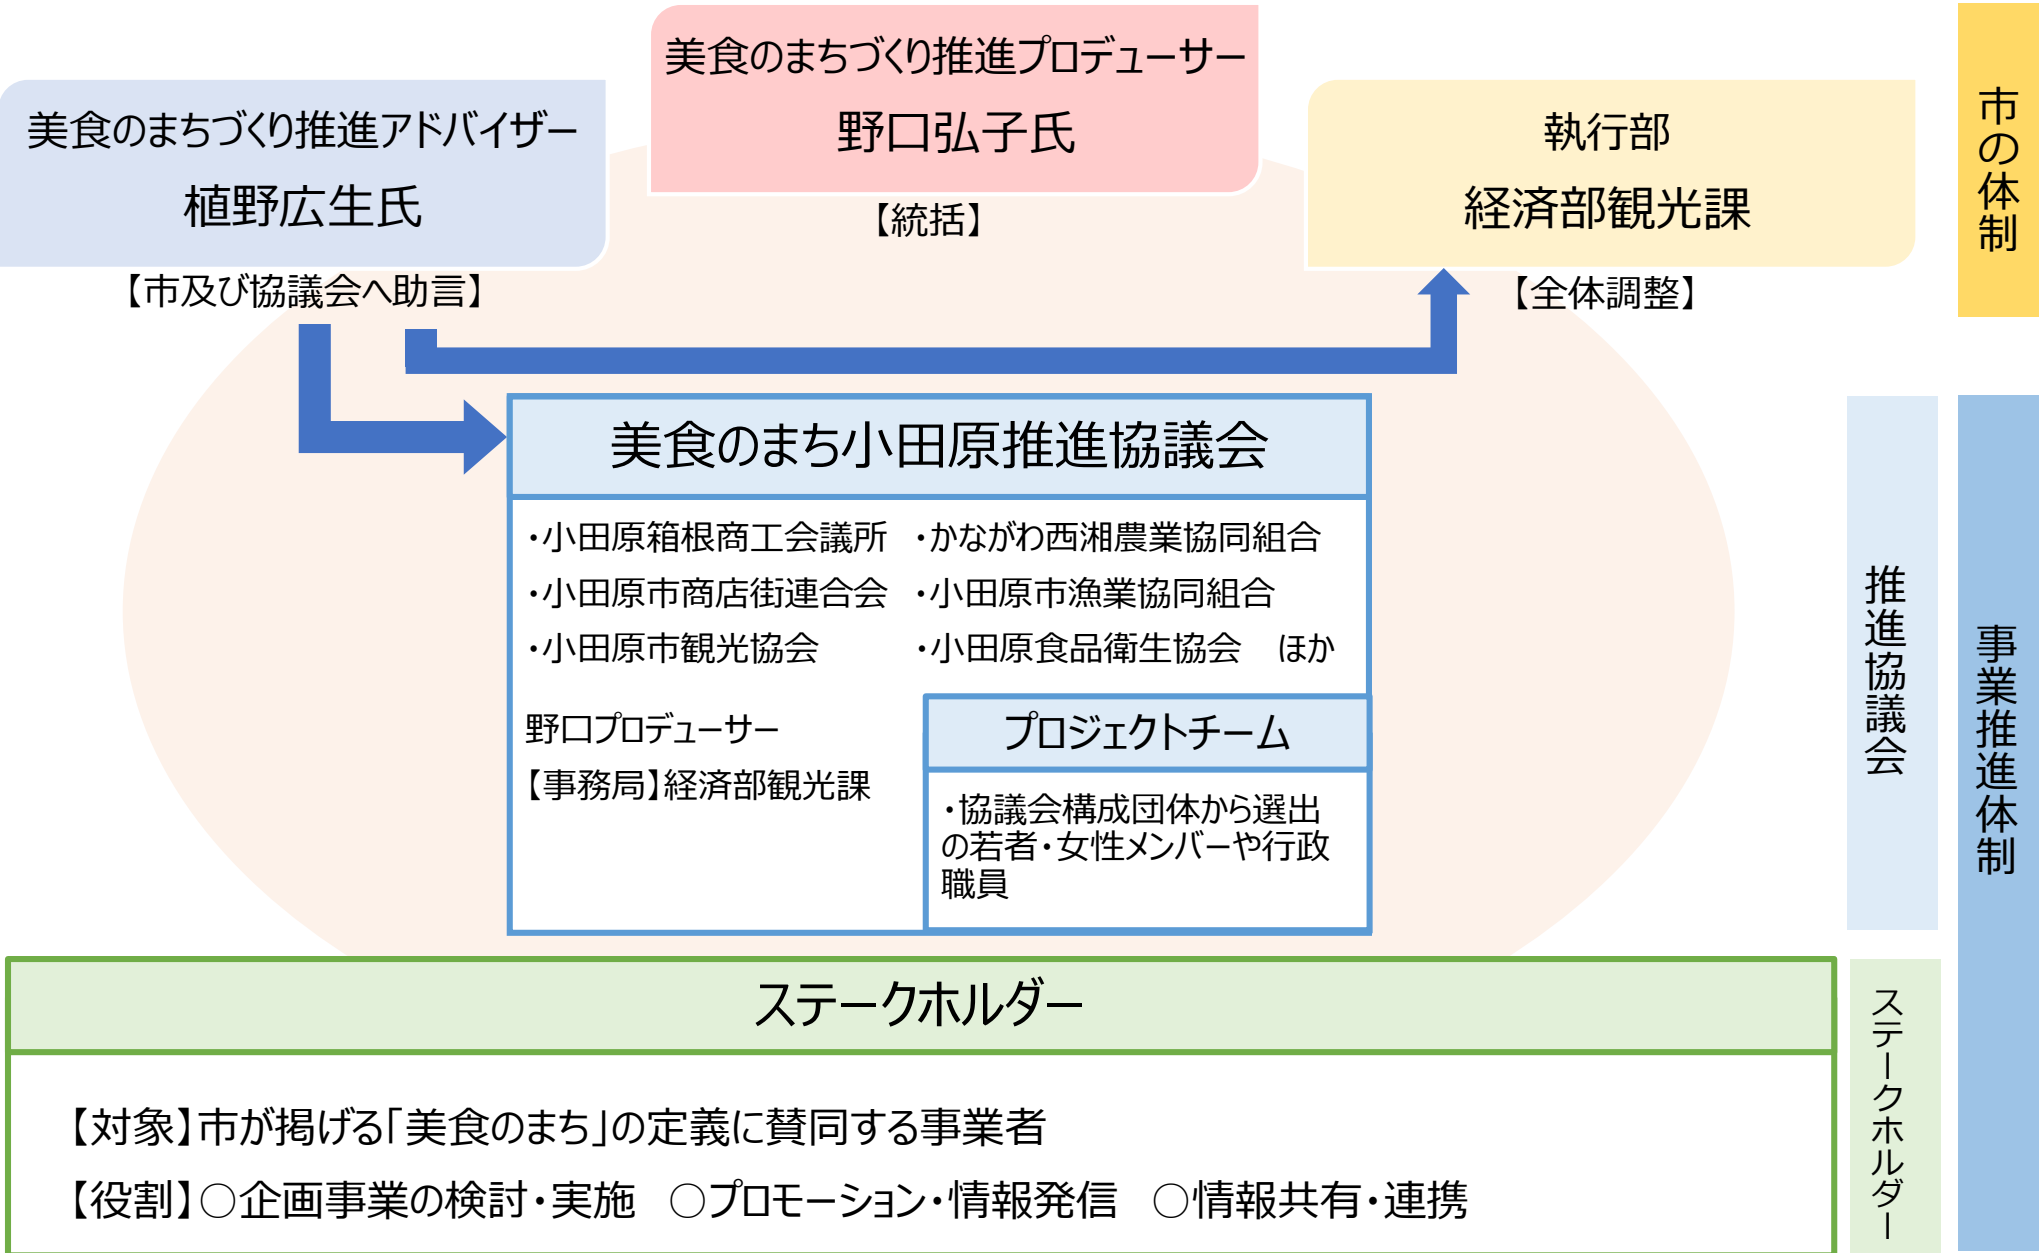 美食のまちづくり推進プロデューサー
野口弘子氏
【統括】
美食のまちづくり推進アドバイザー
植野広生氏
【市及び協議会へ助言】
執行部
経済部観光課
【全体調整】
市の体制
美食のまち小田原推進協議会
・小田原箱根商工会議所 ・かながわ西湘農業協同組合
・小田原市商店街連合会 ・小田原市漁業協同組合
・小田原市観光協会 ・小田原食品衛生協会　ほか
野口プロデューサー
【事務局】経済部観光課
プロジェクトチーム
・協議会構成団体から選出
の若者・女性メンバーや行政
職員
推進協議会
事業推進体制
ステークホルダー
【対象】市が掲げる「美食のまち」の定義に賛同する事業者
【役割】○企画事業の検討・実施　○プロモーション・情報発信　○情報共有・連携
ステークホルダー